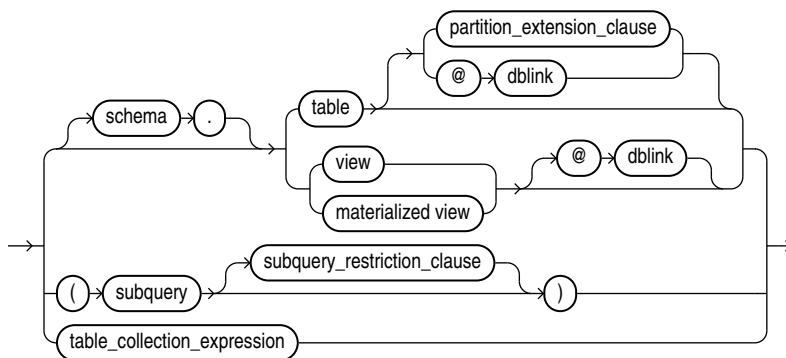 partition_extension_clause
@ dblink
schema . table
view @ dblink
materialized view
subquery_restriction_clause
( subquery )
table_collection_expression